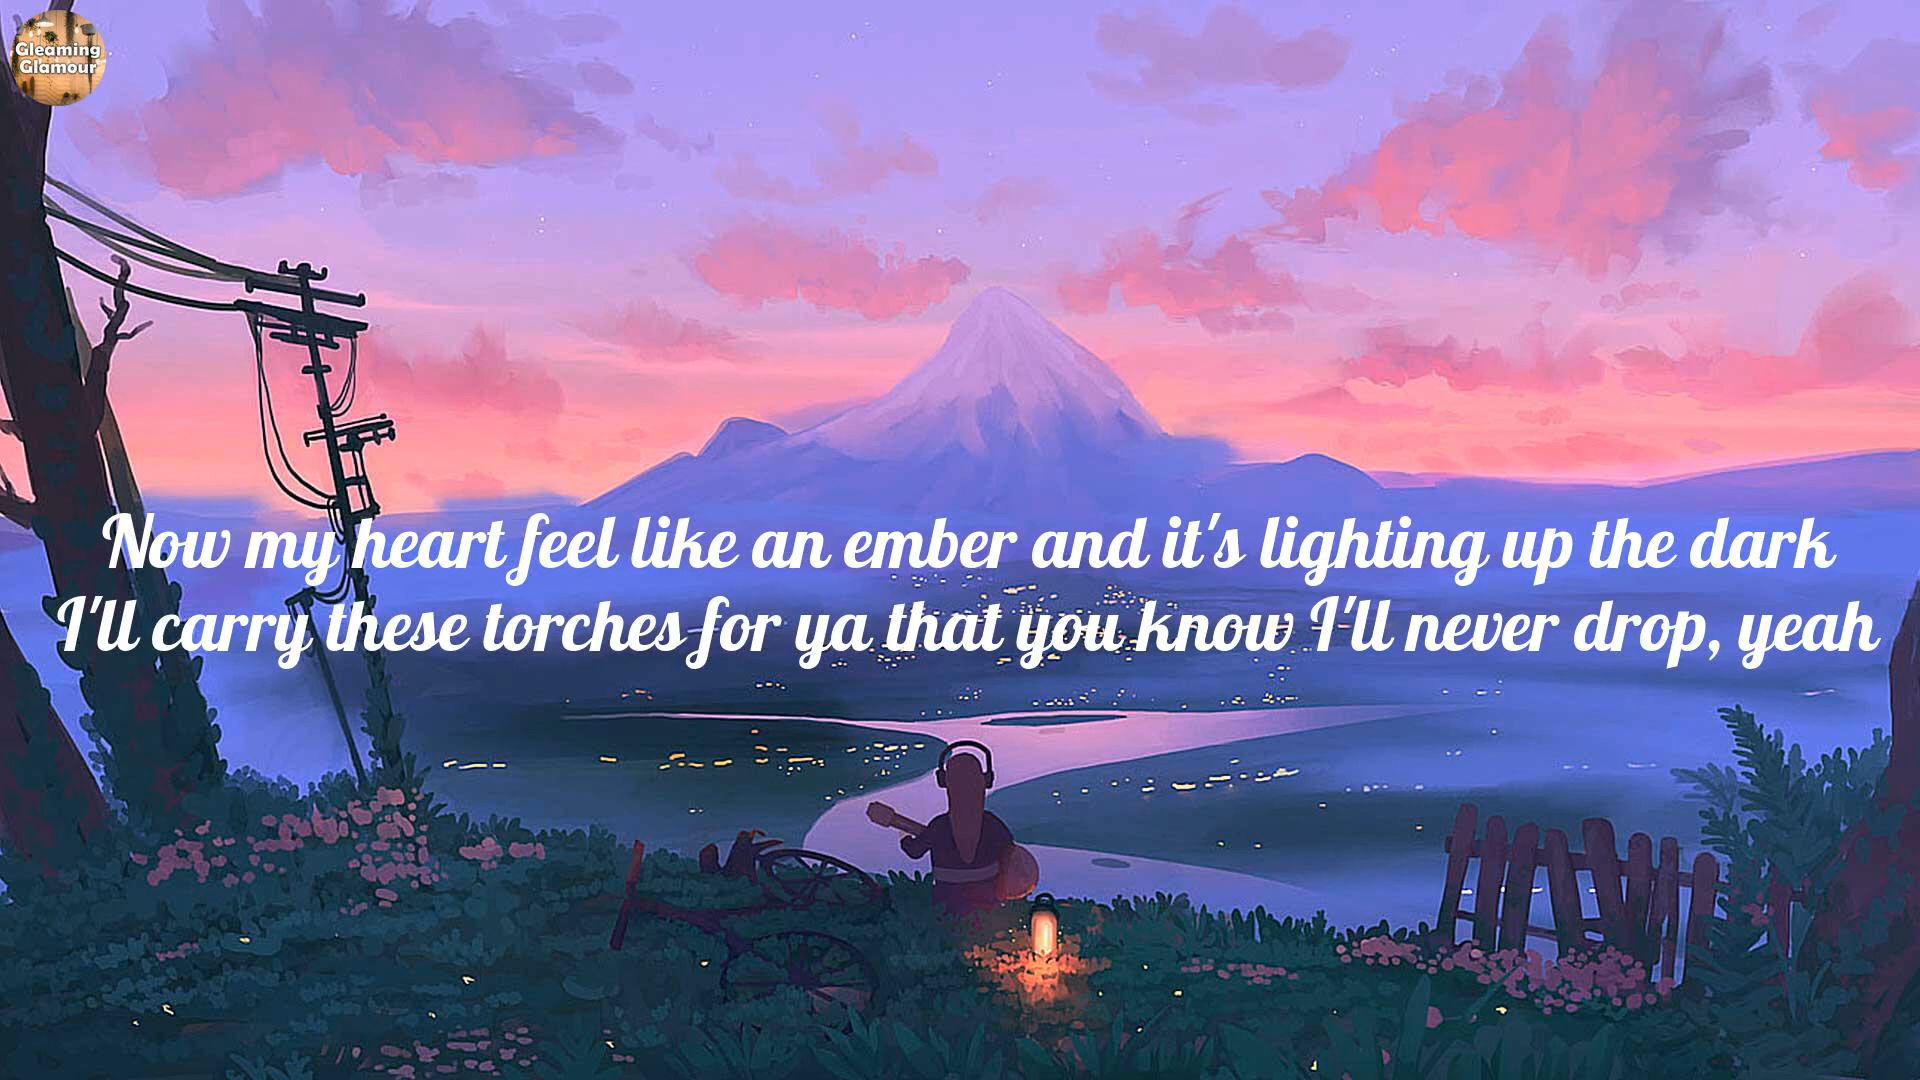 Gleaming
Glamour
Now my heart feel like an ember and it's lighting up the dark
I'll carry these torches for ya that you know I'll never drop, yeah